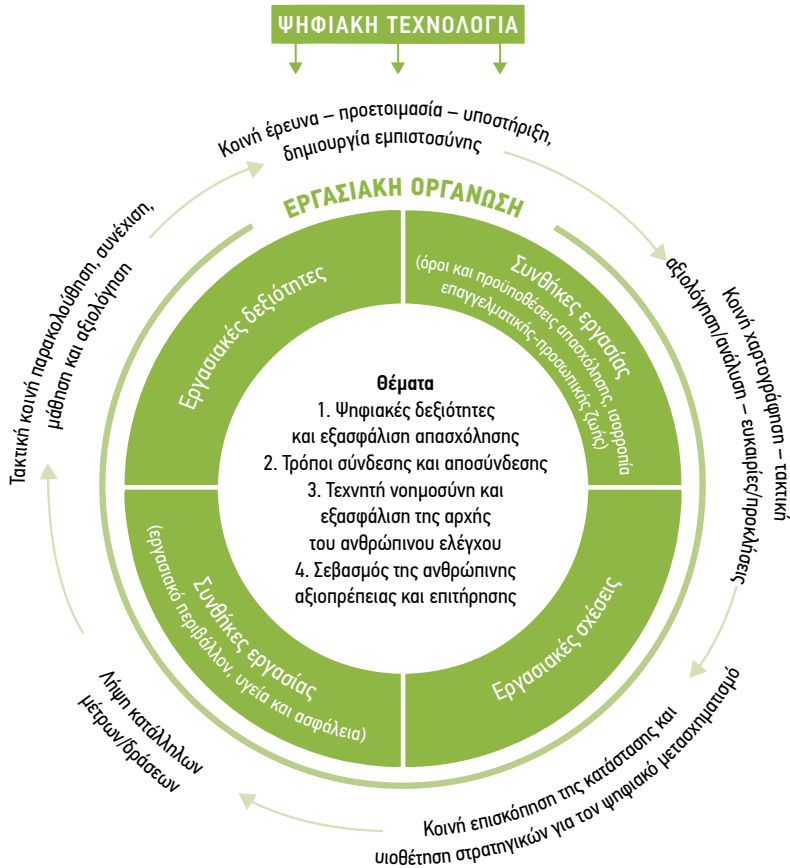 ΨΗΦΙΑΚΗ ΤΕΧΝΟΛΟΓΙΑ
Κοινή έρευνα – προετοιμασία – υποστήριξη,
δημιουργία εμπιστοσύνης
ΕΡΓΑΣΙΑΚΗ ΟΡΓΑΝΩΣΗ
Κοινή χαρτογράφηση – τακτική
αξιολόγηση/ανάλυση – ευκαιρίες/προκλήσεις
Κοινή επισκόπηση της κατάστασης και
υιοθέτηση στρατηγικών για τον ψηφιακό μετασχηματισμό
Λήψη κατάλληλων
μέτρων/δράσεων
Τακτική κοινή παρακολούθηση, συνέχιση,
μάθηση και αξιολόγηση
Εργασιακές δεξιότητες
Συνθήκες εργασίας
(όροι και προϋποθέσεις απασχόλησης, ισορροπία
επαγγελματικής-προσωπικής ζωής)
Εργασιακές σχέσεις
Συνθήκες εργασίας
(εργασιακό περιβάλλον, υγεία και ασφάλεια)
Θέματα
1. Ψηφιακές δεξιότητες
και εξασφάλιση απασχόλησης
2. Τρόποι σύνδεσης και αποσύνδεσης
3. Τεχνητή νοημοσύνη και
εξασφάλιση της αρχής
του ανθρώπινου ελέγχου
4. Σεβασμός της ανθρώπινης
αξιοπρέπειας και επιτήρησης